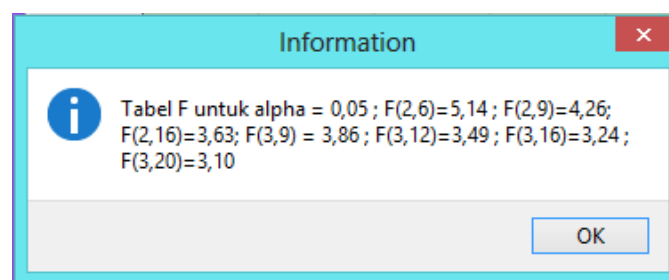 Information
Tabel F untuk alpha = 0,05 ; F(2,6)=5,14 ; F(2,9)=4,26;
F(2,16)=3,63; F(3,9) = 3,86 ; F(3,12)=3,49 ; F(3,16)=3,24 ;
F(3,20)=3,10
OK